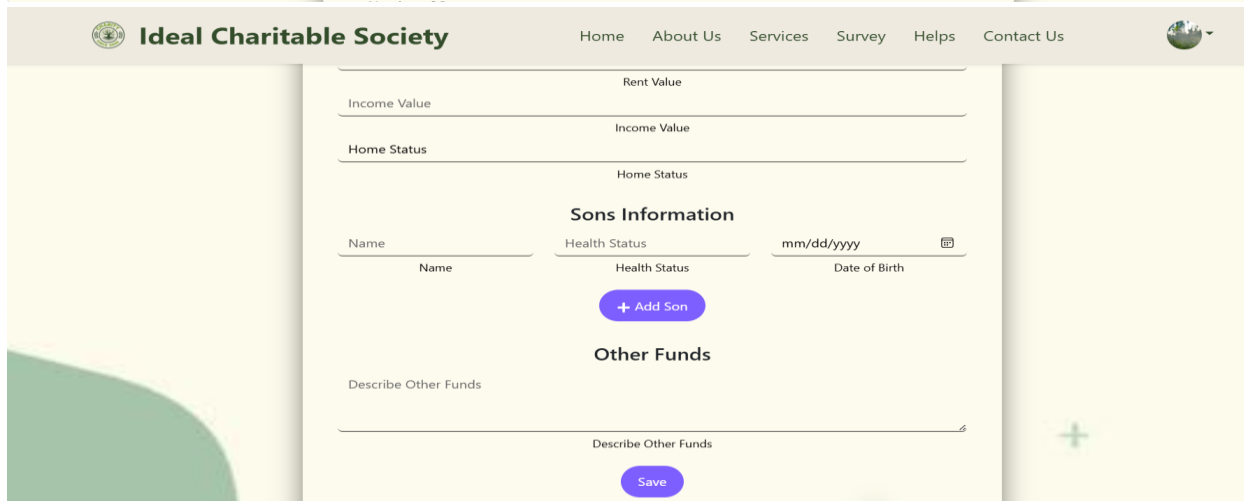 Ideal Charitable Society Home About Us Services Survey Helps Contact Us
Rent Value
Income Value
Income Value
Home Status
Home Status
Sons Information
Name Health Status mm/dd/yyyy
Name Health Status Date of Birth
+ Add Son
Other Funds
Describe Other Funds
Describe Other Funds
Save